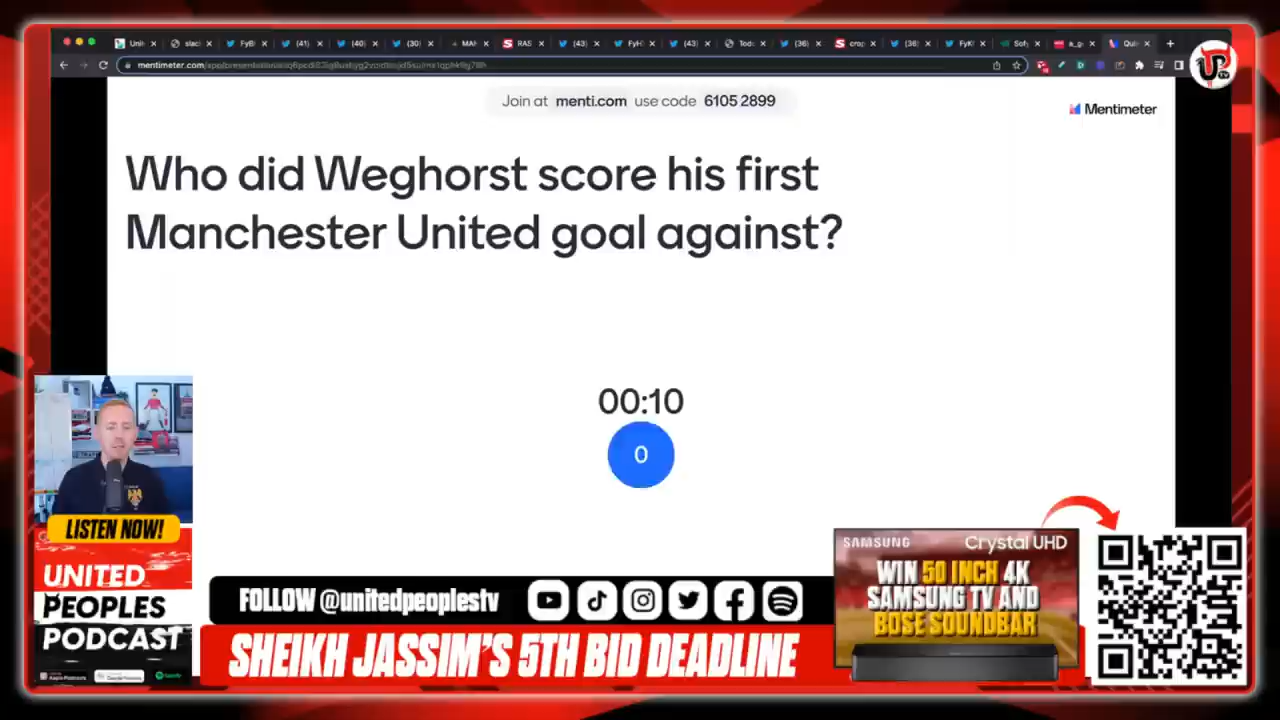 Join at menti.com use code 6105 2899
Mentimeter
Who did Weghorst score his first
Manchester United goal against?
00:10
0
LISTEN NOW!
UNITED
PEOPLES
PODCAST
FOLLOW @unitedpeoplestv
SHEIKH JASSIM'S 5TH BID DEADLINE
SAMSUNG Crystal UHD
WIN 50 INCH 4K
SAMSUNG TV AND
BOSE SOUNDBAR